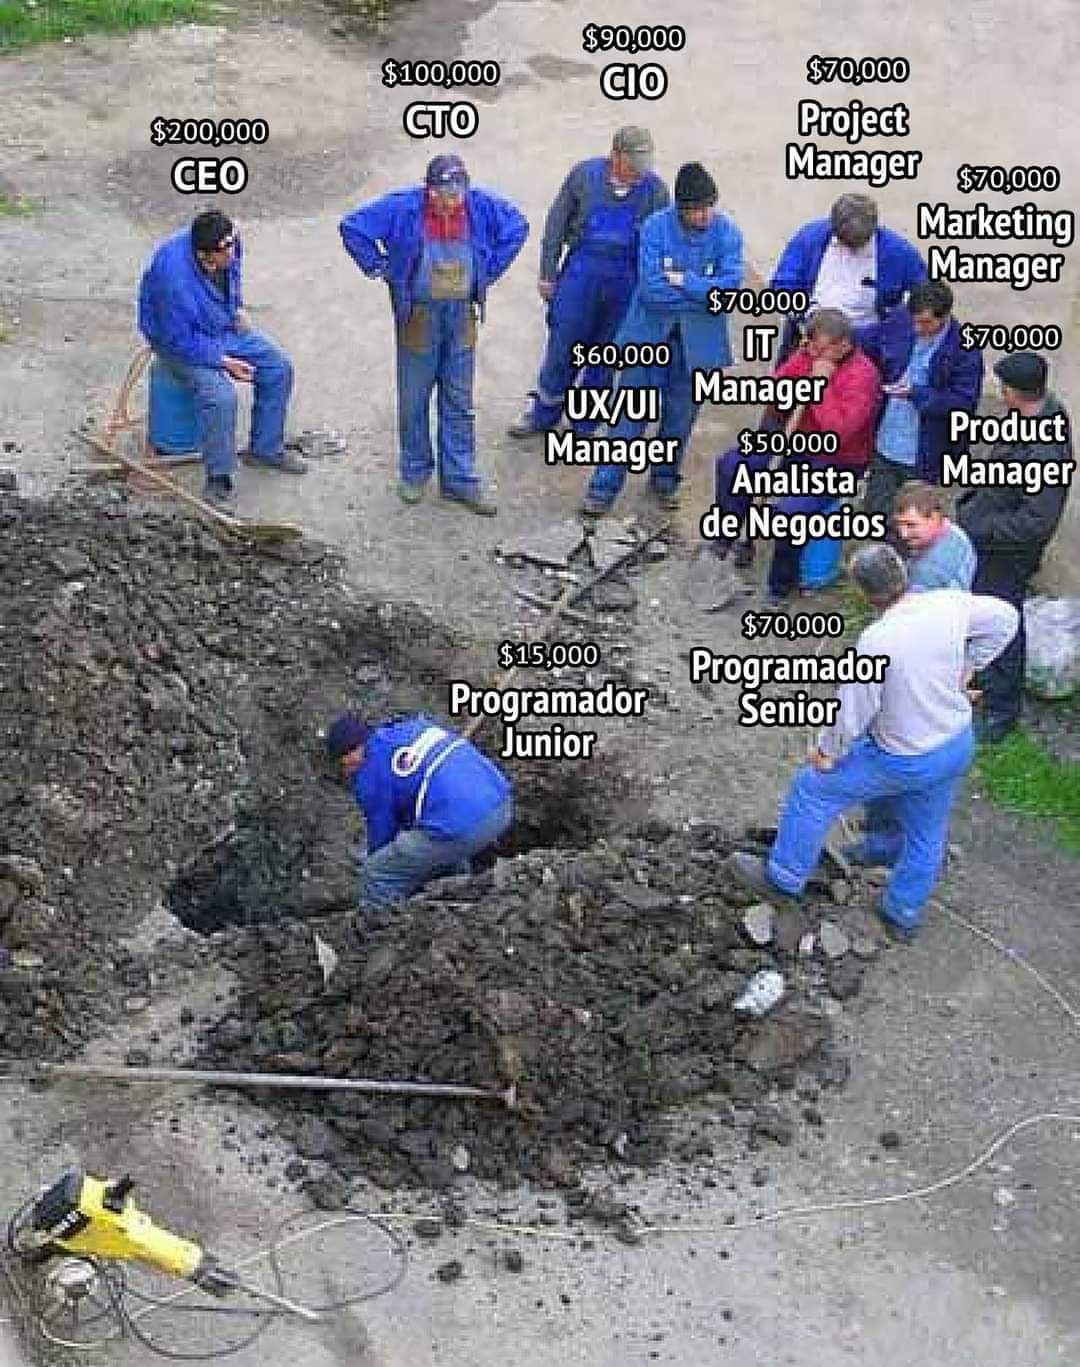 $90,000
CIO
$100,000
CTO
$70,000
Project
Manager
$200,000
CEO
$70,000
Marketing
Manager
$70,000
IT
Manager
$70,000
Product
Manager
$60,000
UX/UI
Manager
$50,000
Analista
de Negocios
$15,000
Programador
Junior
$70,000
Programador
Senior